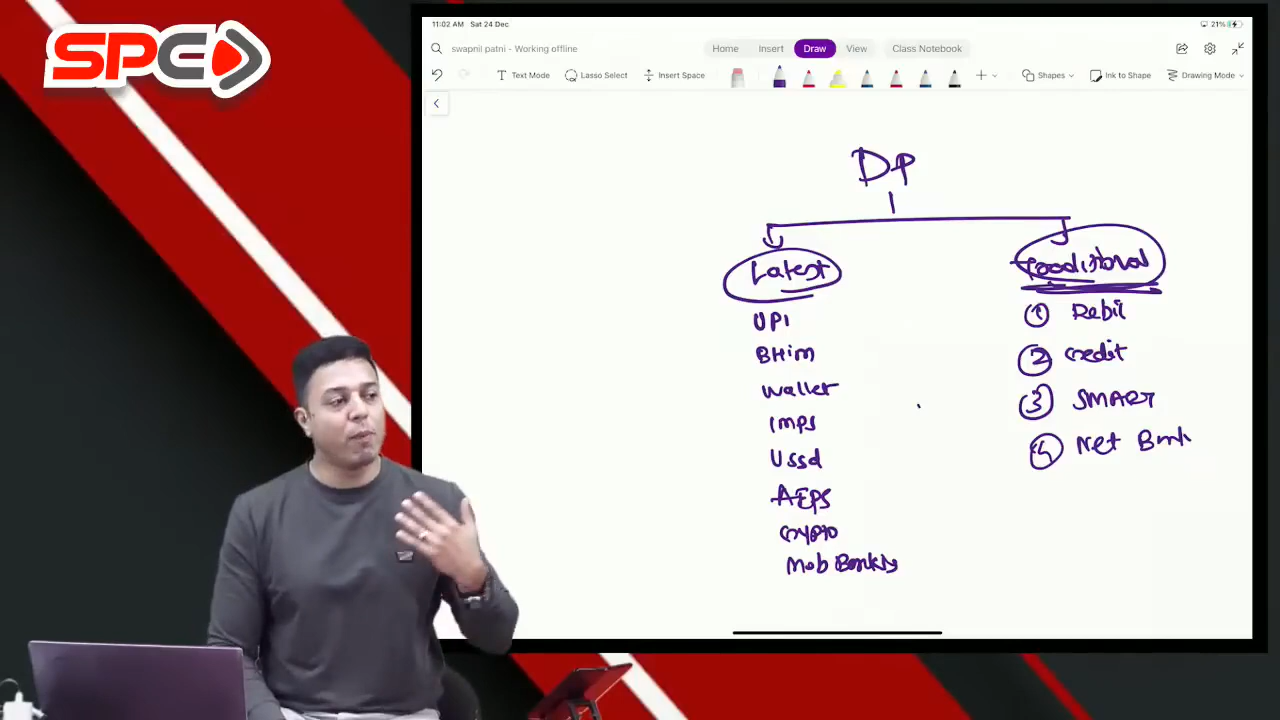 SPC
11:02 AM Sat 24 Dec
21%
swapnil patni - Working offline
Home Insert Draw View Class Notebook
Text Mode Lasso Select Insert Space Shapes Ink to Shape Drawing Mode
DP
Latest
Traditional
UPI
BHim
Wallet
IMPS
Ussd
AEPS
Crypto
Mob Banking
① Debit
② Credit
③ SMART
④ Net Bank